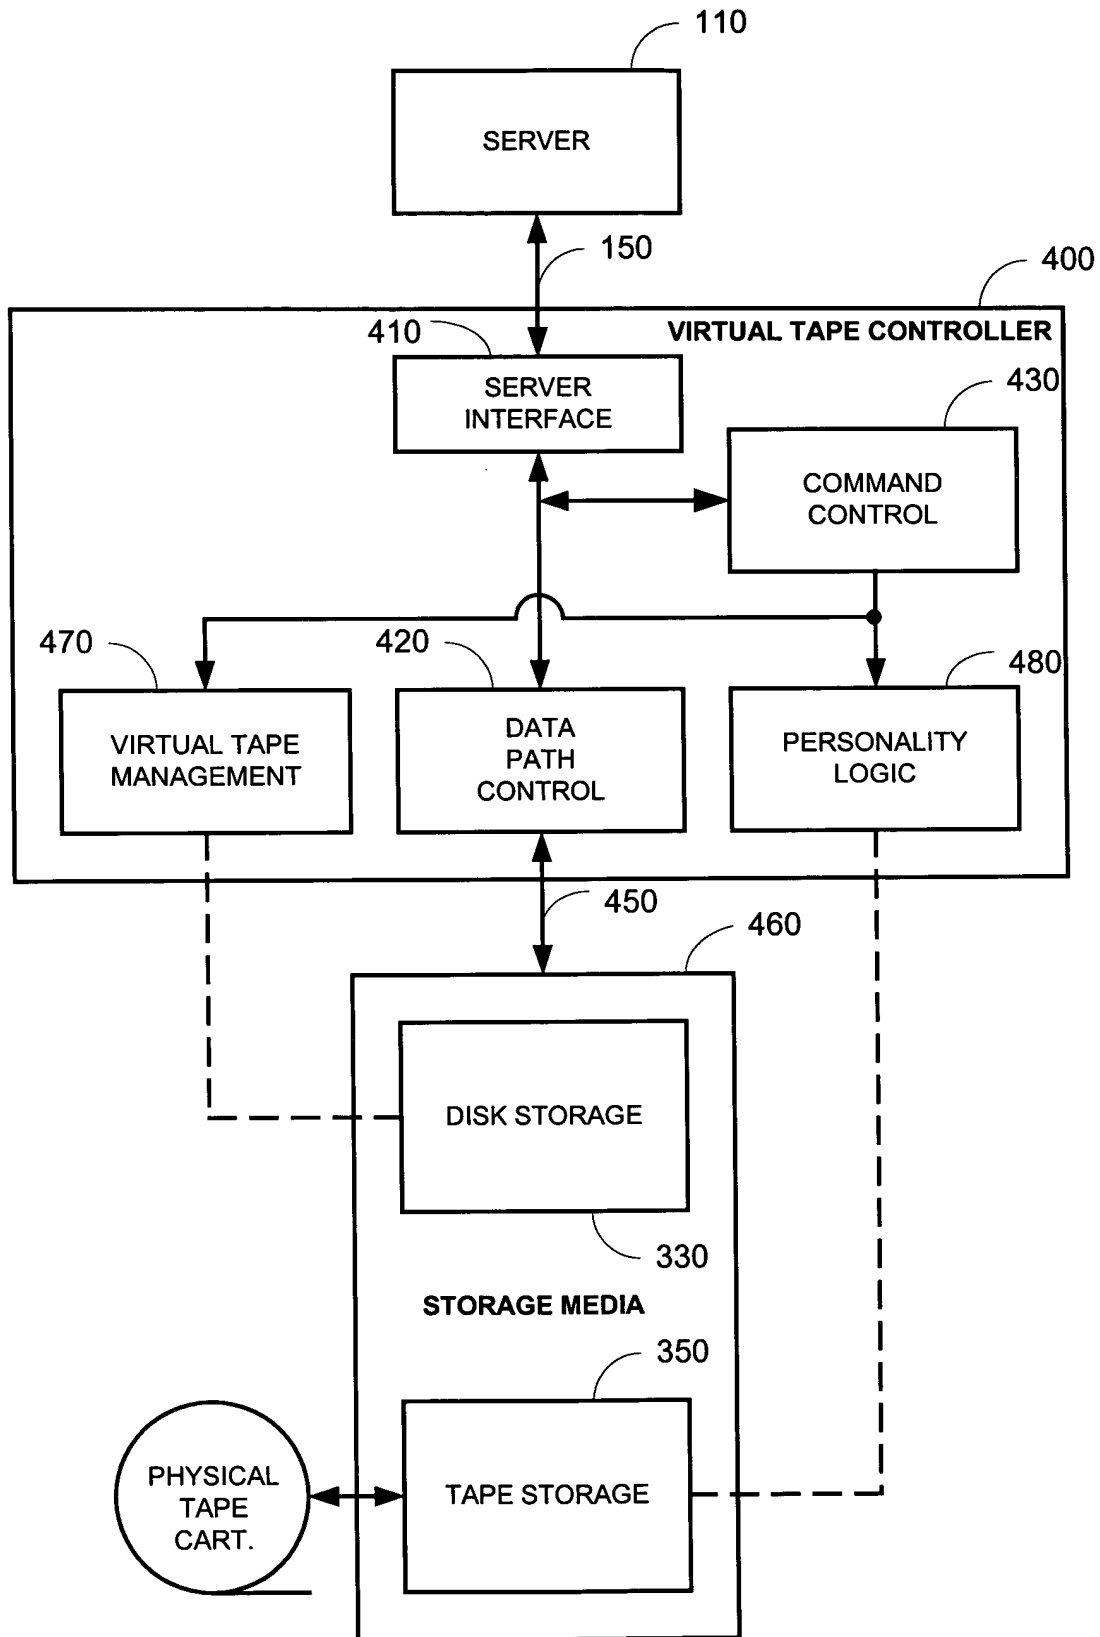 110
SERVER
150
400
VIRTUAL TAPE CONTROLLER
410
SERVER
INTERFACE
430
COMMAND
CONTROL
470
VIRTUAL TAPE
MANAGEMENT
420
DATA
PATH
CONTROL
480
PERSONALITY
LOGIC
450
460
DISK STORAGE
330
STORAGE MEDIA
350
TAPE STORAGE
PHYSICAL
TAPE
CART.